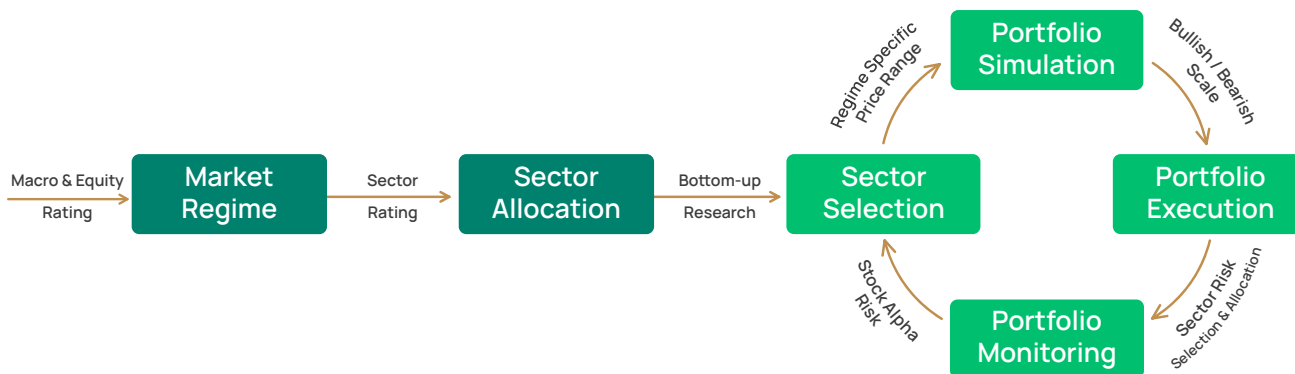 Macro & Equity
Rating
Market
Regime
Sector
Rating
Sector
Allocation
Bottom-up
Research
Sector
Selection
Regime Specific
Price Range
Portfolio
Simulation
Bullish / Bearish
Scale
Portfolio
Execution
Sector Risk
Selection & Allocation
Portfolio
Monitoring
Stock Alpha
Risk